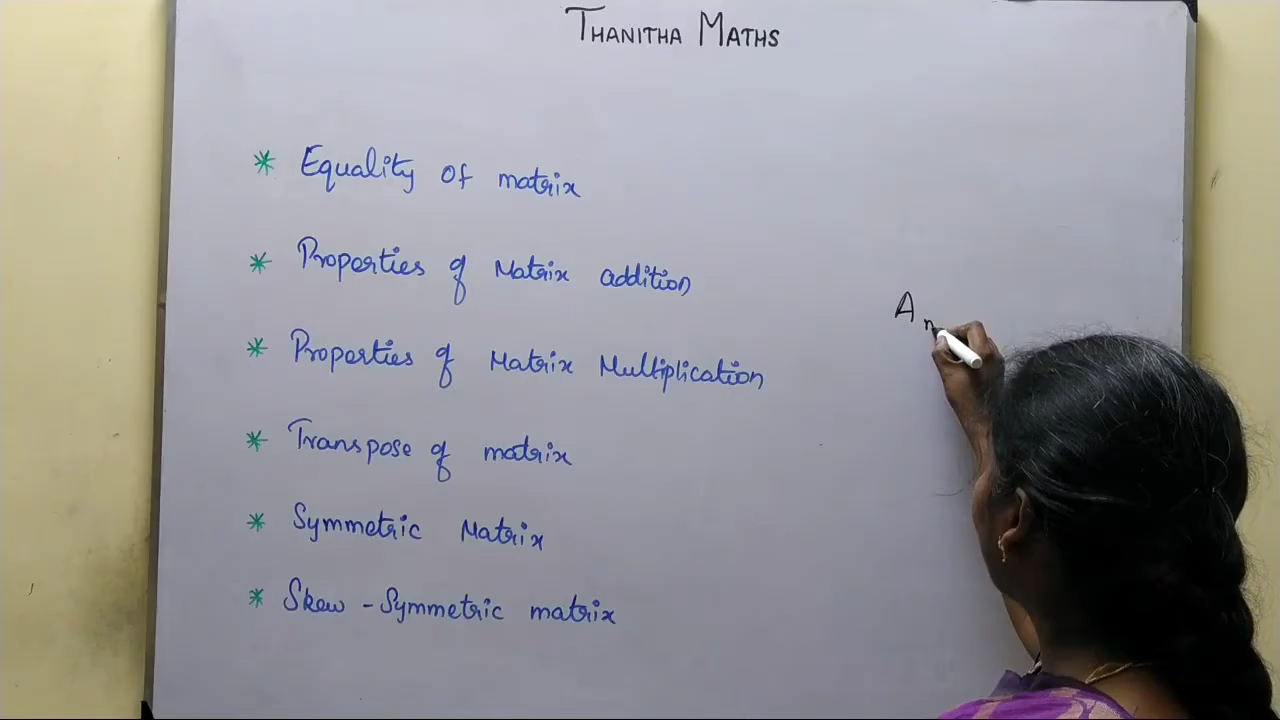 THANITHA MATHS
* Equality of matrix
* Properties of Matrix addition
* Properties of Matrix Multiplication
* Transpose of matrix
* Symmetric Matrix
* Skew - Symmetric matrix
A